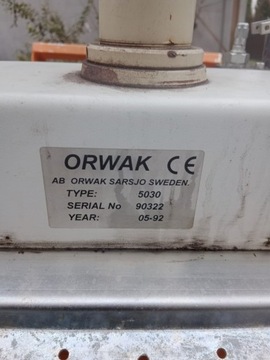 ORWAK CE
AB ORWAK SARSJO SWEDEN.
TYPE: 5030
SERIAL No 90322
YEAR: 05-92